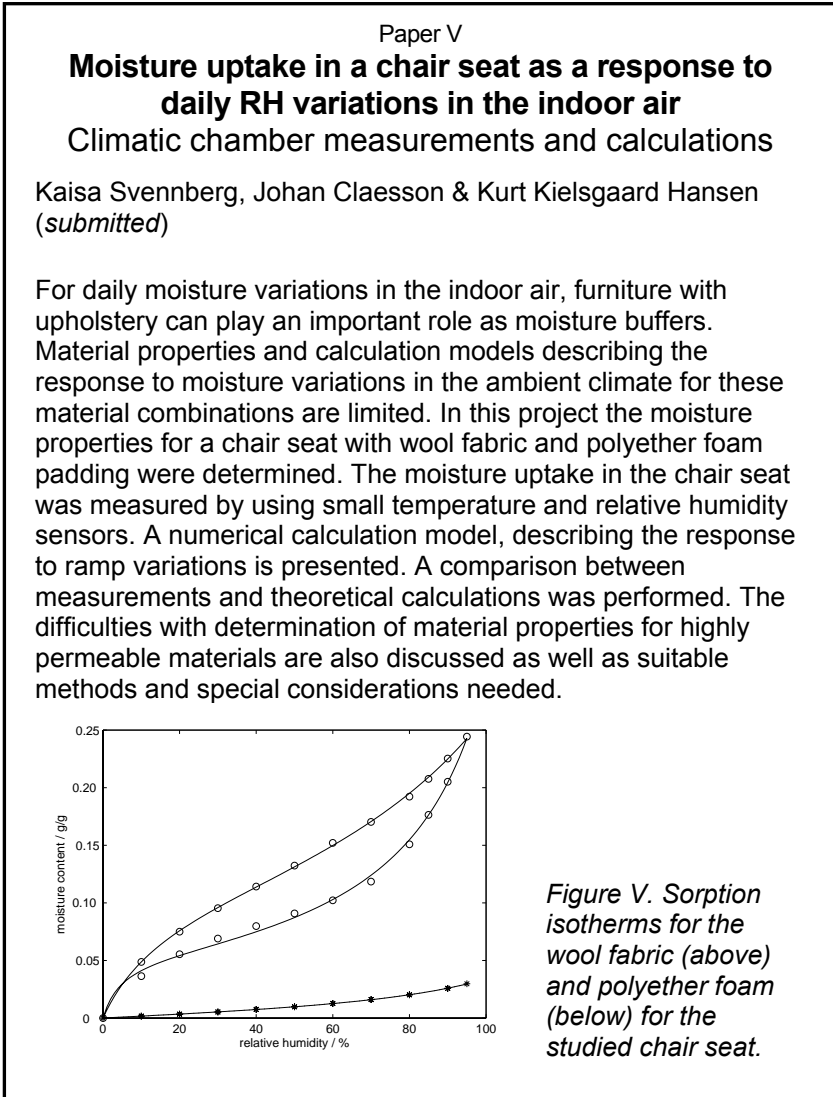 Paper V
Moisture uptake in a chair seat as a response to
daily RH variations in the indoor air
Climatic chamber measurements and calculations
Kaisa Svennberg, Johan Claesson & Kurt Kielsgaard Hansen
(submitted)
For daily moisture variations in the indoor air, furniture with
upholstery can play an important role as moisture buffers.
Material properties and calculation models describing the
response to moisture variations in the ambient climate for these
material combinations are limited. In this project the moisture
properties for a chair seat with wool fabric and polyether foam
padding were determined. The moisture uptake in the chair seat
was measured by using small temperature and relative humidity
sensors. A numerical calculation model, describing the response
to ramp variations is presented. A comparison between
measurements and theoretical calculations was performed. The
difficulties with determination of material properties for highly
permeable materials are also discussed as well as suitable
methods and special considerations needed.
0.25
0.20
0.15
0.10
0.05
0
moisture content / g/g
0 20 40 60 80 100
relative humidity / %
Figure V. Sorption
isotherms for the
wool fabric (above)
and polyether foam
(below) for the
studied chair seat.